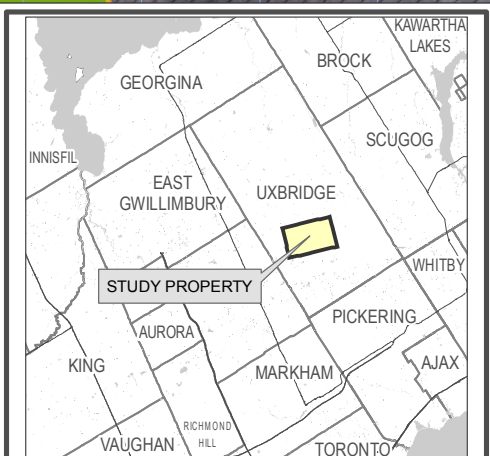 KAWARTHA
LAKES
BROCK
GEORGINA
SCUGOG
INNISFIL
EAST
GWILLIMBURY
UXBRIDGE
WHITBY
STUDY PROPERTY
PICKERING
AURORA
AJAX
KING
MARKHAM
RICHMOND
HILL
VAUGHAN
TORONTO